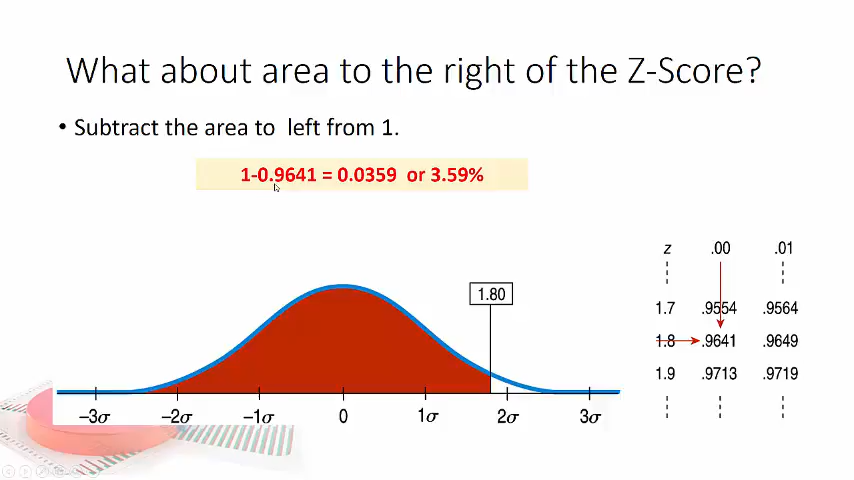 What about area to the right of the Z-Score?
• Subtract the area to left from 1.
1-0.9641 = 0.0359 or 3.59%
z .00 .01
1.7 .9554 .9564
1.8 .9641 .9649
1.9 .9713 .9719
1.80
–3σ –2σ –1σ 0 1σ 2σ 3σ